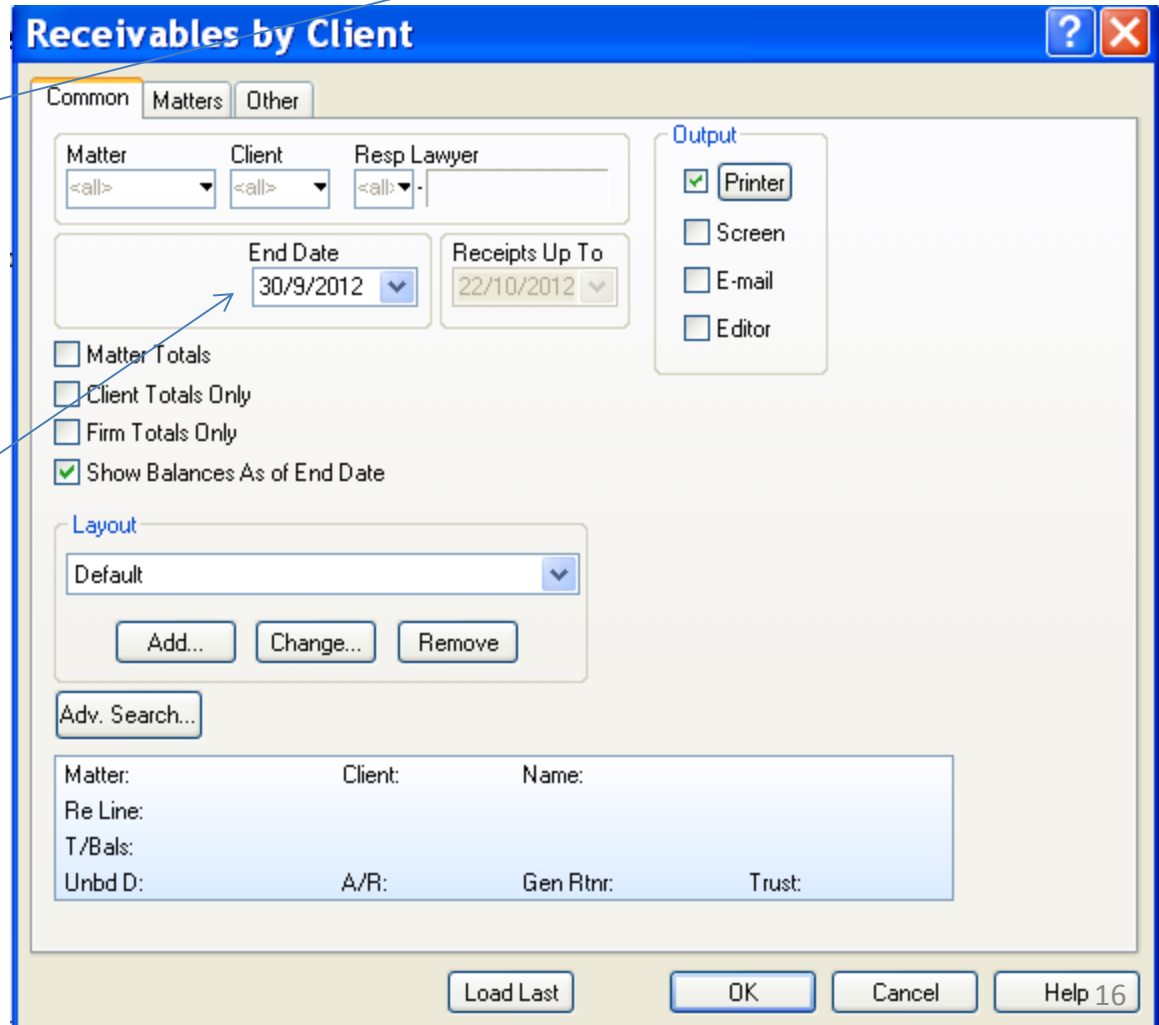 Receivables by Client
Common Matters Other
Matter Client Resp Lawyer
<all> <all> <all> -
End Date Receipts Up To
30/9/2012 22/10/2012
Output
Printer
Screen
E-mail
Editor
Matter Totals
Client Totals Only
Firm Totals Only
Show Balances As of End Date
Layout
Default
Add... Change... Remove
Adv. Search...
Matter: Client: Name:
Re Line:
T/Bals:
Unbd D: A/R: Gen Rtnr: Trust:
Load Last OK Cancel Help 16